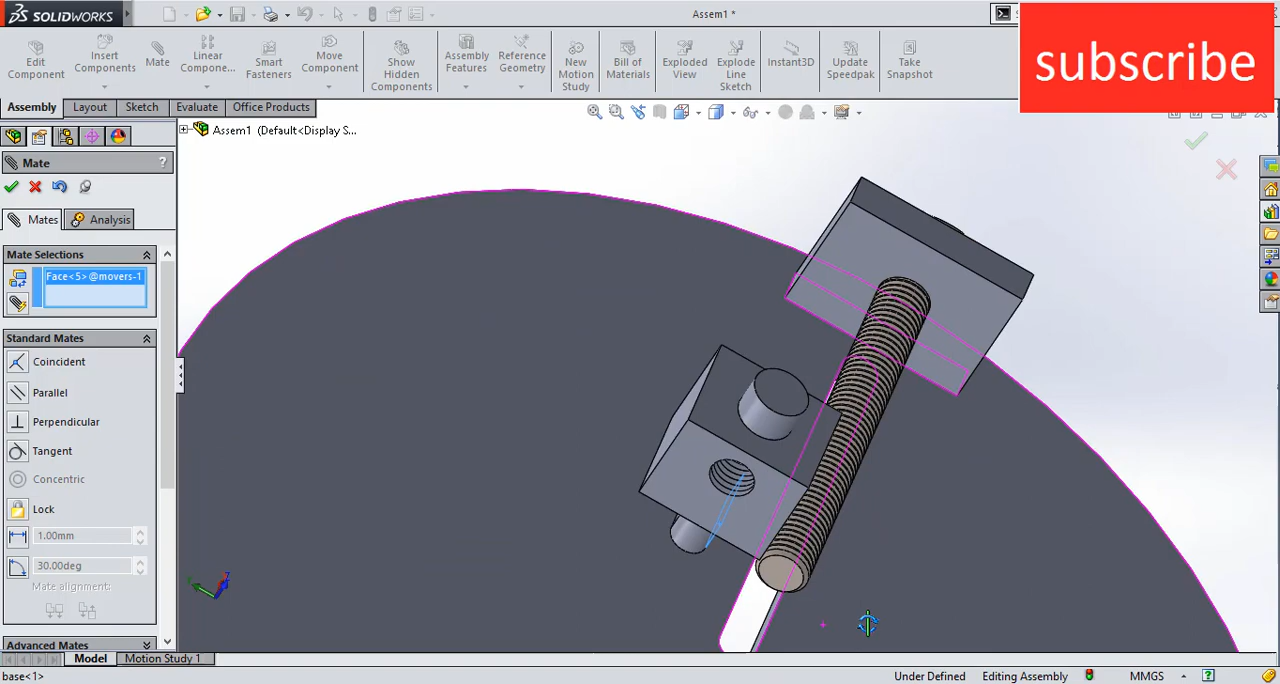 SOLIDWORKS
Assem1 *
subscribe
Edit Component
Insert Components
Mate
Linear Compone...
Smart Fasteners
Move Component
Show Hidden Components
Assembly Features
Reference Geometry
New Motion Study
Bill of Materials
Exploded View
Explode Line Sketch
Instant3D
Update Speedpak
Take Snapshot
Assembly
Layout
Sketch
Evaluate
Office Products
Assem1 (Default<Display S...
Mate
?
Mates
Analysis
Mate Selections
Face<5>@movers-1
Standard Mates
Coincident
Parallel
Perpendicular
Tangent
Concentric
Lock
1.00mm
30.00deg
Mate alignment:
Advanced Mates
Model
Motion Study 1
base<1>
Under Defined
Editing Assembly
MMGS
?